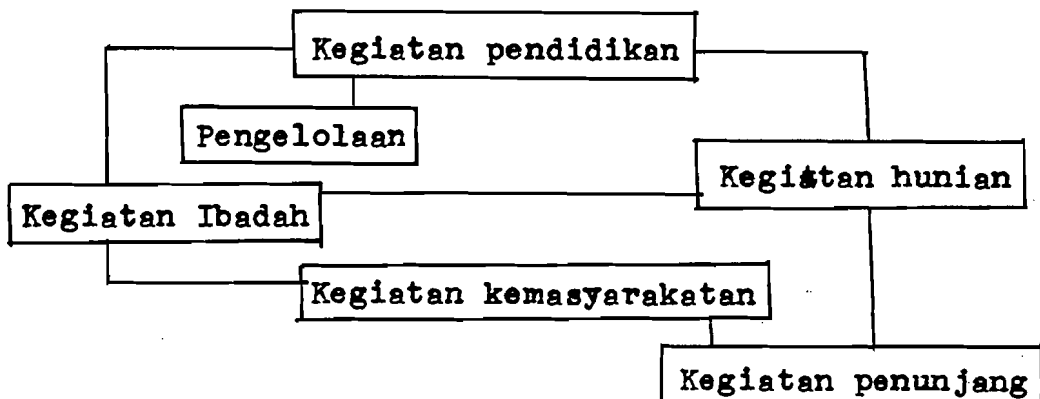 Kegiatan pendidikan
Pengelolaan
Kegiatan hunian
Kegiatan Ibadah
Kegiatan kemasyarakatan
Kegiatan penunjang